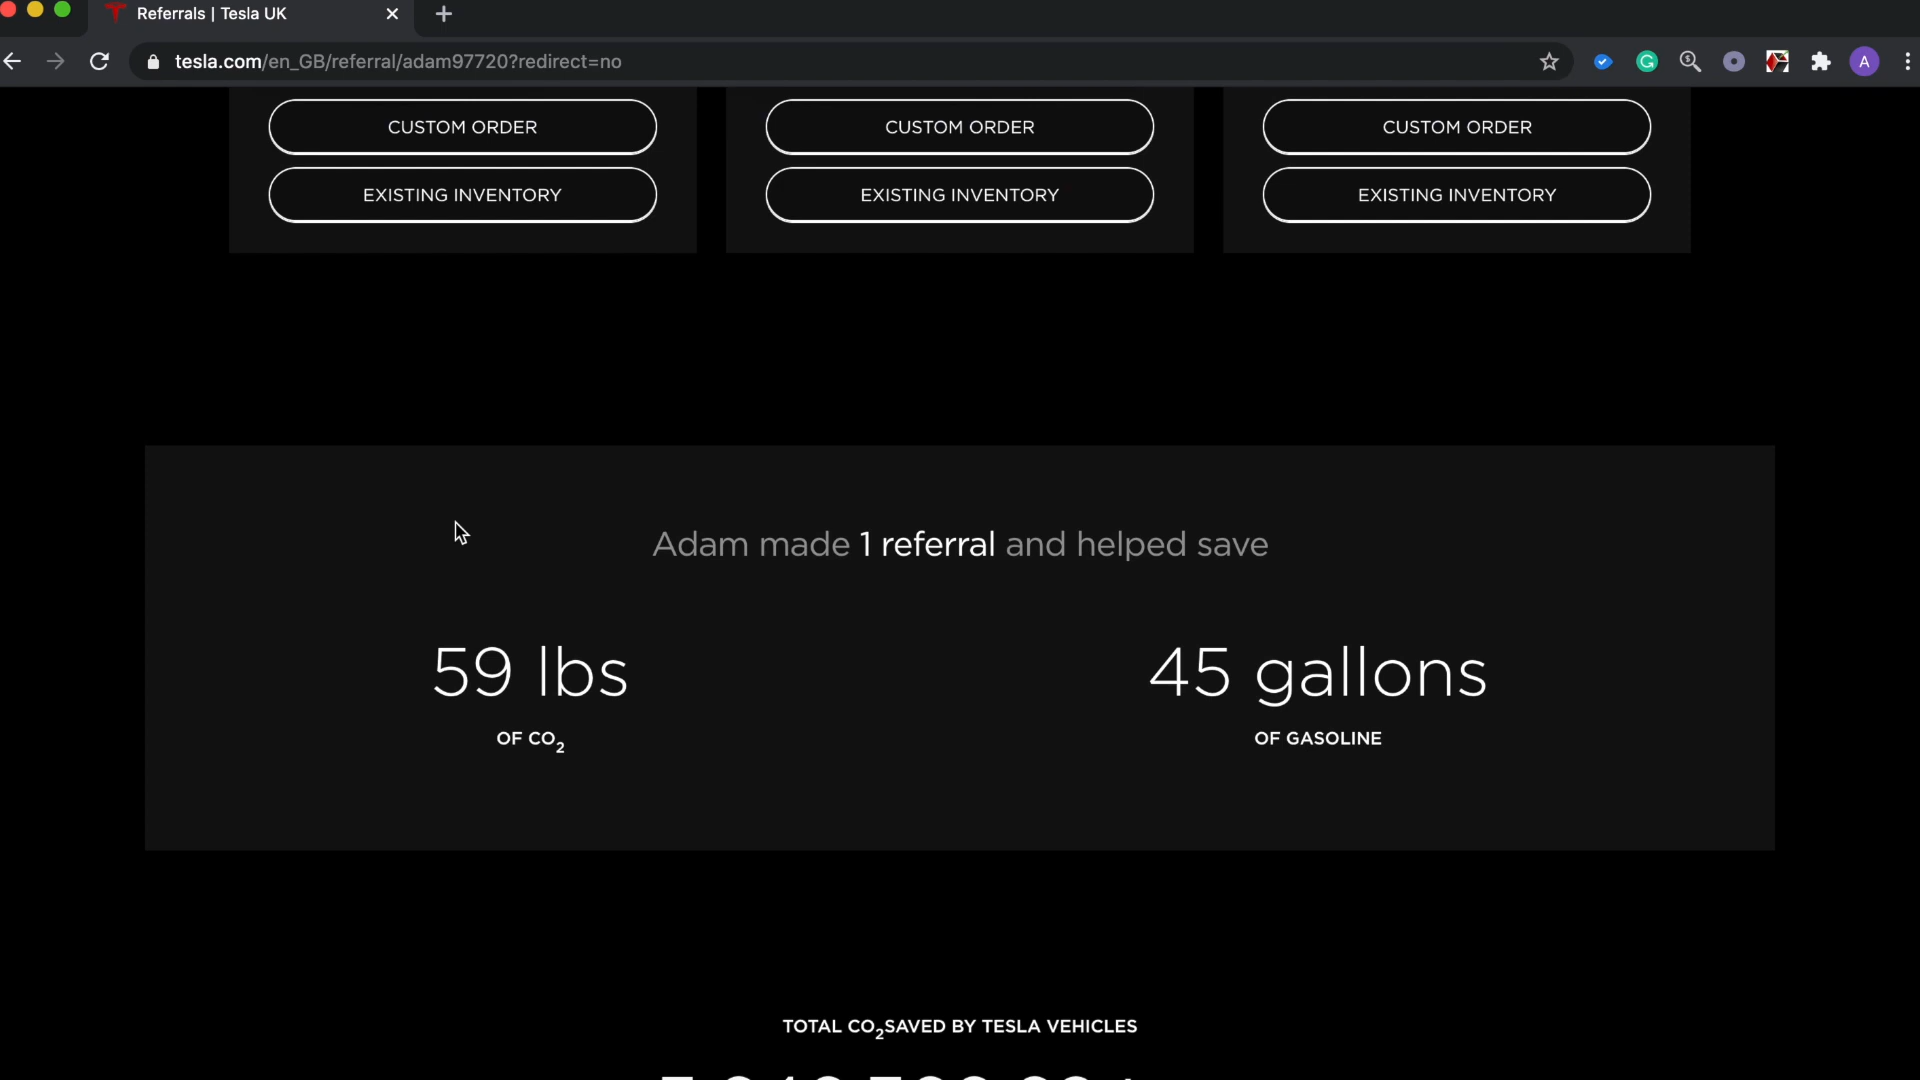 Referrals | Tesla UK
tesla.com/en_GB/referral/adam97720?redirect=no
A
CUSTOM ORDER
CUSTOM ORDER
CUSTOM ORDER
EXISTING INVENTORY
EXISTING INVENTORY
EXISTING INVENTORY
Adam made 1 referral and helped save
59 lbs
45 gallons
OF CO2
OF GASOLINE
TOTAL CO2SAVED BY TESLA VEHICLES